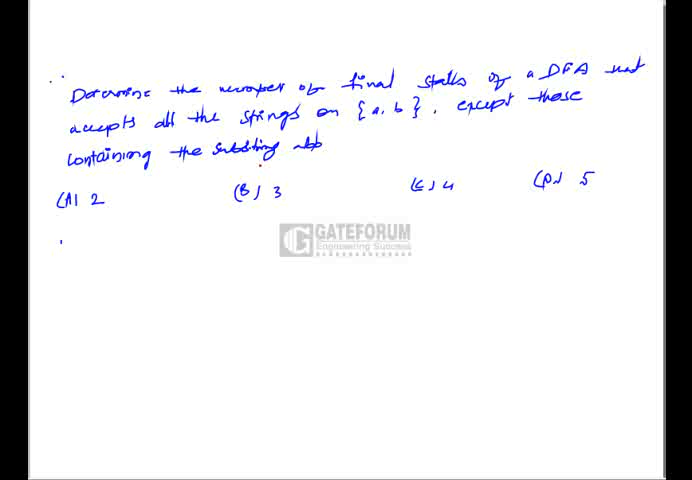 Determine the number of final states of a DFA that
accepts all the strings on {a, b}, except those
containing the substring abb
(A) 2 (B) 3 (C) 4 (D) 5
GATEFORUM
Engineering Success